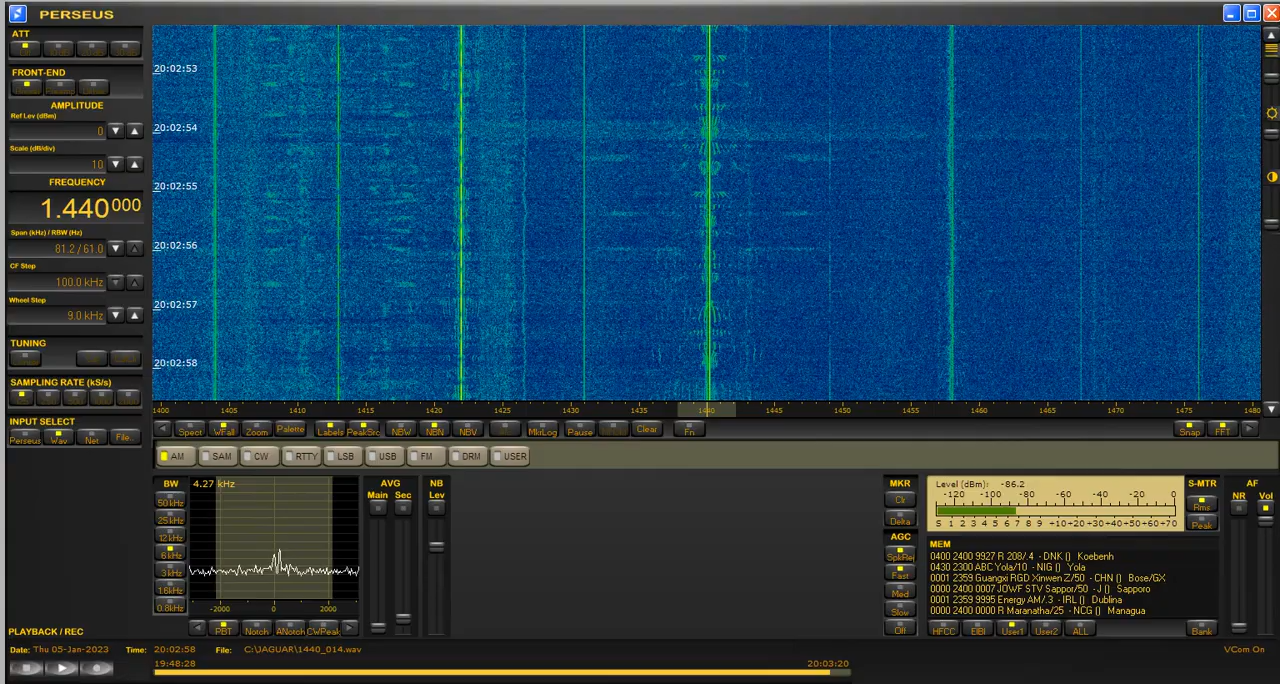 PERSEUS
ATT
FRONT-END
AMPLITUDE
Ref Lev (dBm)
0
Scale (dB/div)
10
FREQUENCY
1.440000
Span (kHz) / RBW (Hz)
81.2 / 61.0
CF Step
100.0 kHz
Wheel Step
9.0 kHz
TUNING
SAMPLING RATE (kS/s)
INPUT SELECT
Perseus Wav Net File
20:02:53
20:02:54
20:02:55
20:02:56
20:02:57
20:02:58
1400 1405 1410 1415 1420 1425 1430 1435 1440 1445 1450 1455 1460 1465 1470 1475 1480
Spect WFall Zoom Palette Labels PeakSrc NBW NBN NBV MkrLog Pause Clear Fn Snap FFT
AM SAM CW RTTY LSB USB FM DRM USER
BW
50 kHz
25 kHz
12 kHz
6 kHz
3 kHz
1.6kHz
0.8kHz
4.27 kHz
-2000 0 2000
PBT Notch ANotch CWPeak
AVG
Main Sec
NB
Lev
MKR
Clr
Delta
AGC
Fast
Med
Slow
Off
Level (dBm): -86.2
-120 -100 -80 -60 -40 -20 0
S 1 2 3 4 5 6 7 8 9 +10 +20 +30 +40 +50 +60 +70
S-MTR
Rms
Peak
AF
NR Vol
MEM
0400 2400 9927 R 208/.4 - DNK () Koebenh
0430 2300 ABC Yola/10 - NIG () Yola
0001 2359 Guangxi RGD Xinwen Z/50 - CHN () Bose/GX
0000 2400 0007 JOWF STV Sappor/50 - J () Sapporo
0001 2359 9995 Energy AM/.3 - IRL () Dublina
0000 2400 0000 R Maranatha/25 - NCG () Managua
HFCC EIBI User1 User2 ALL Bank
PLAYBACK / REC
Date: Thu 05-Jan-2023 Time: 20:02:58 File: C:\JAGUAR\1440_014.wav
VCom On
19:48:28 20:03:20